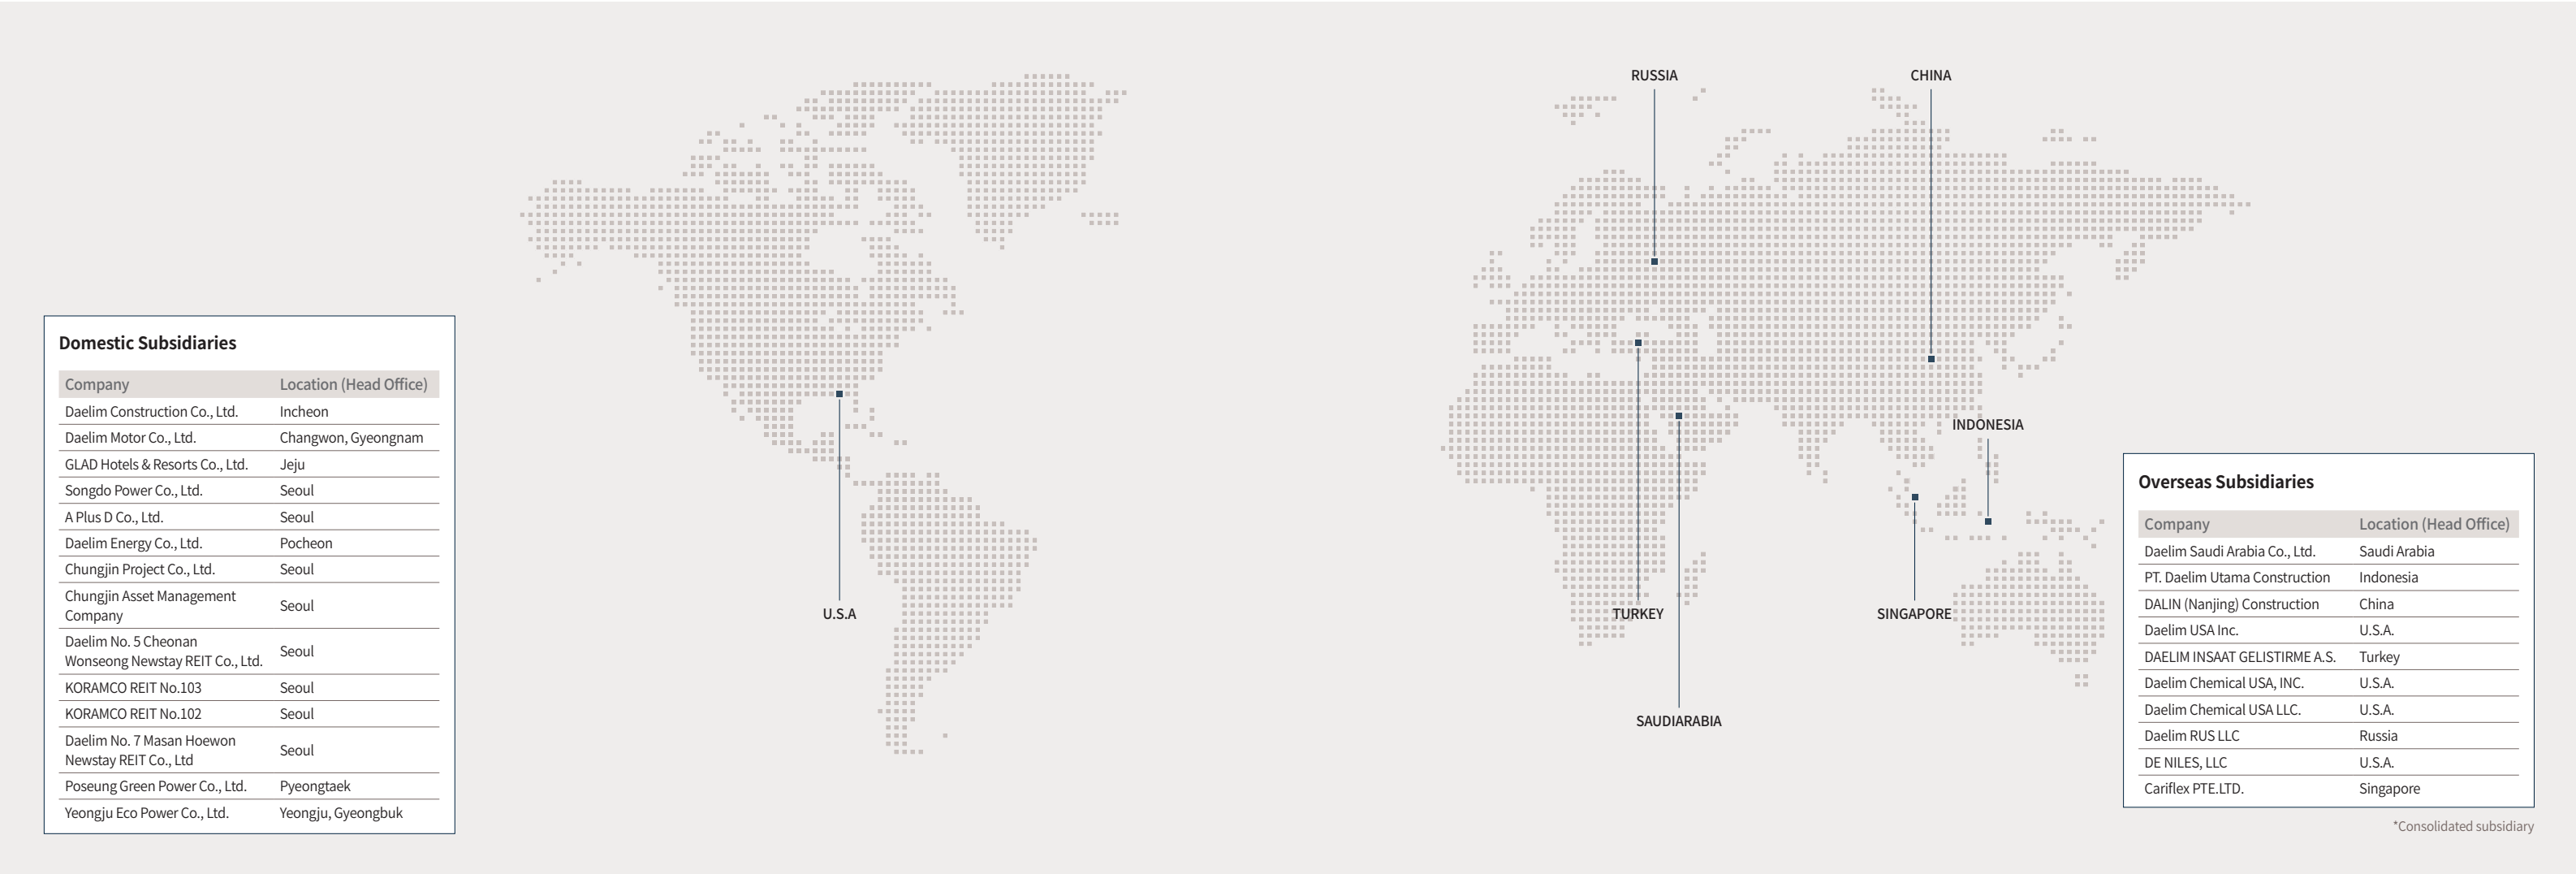 RUSSIA
CHINA
INDONESIA
U.S.A
TURKEY
SINGAPORE
SAUDIARABIA
Domestic Subsidiaries
Company Location (Head Office)
Daelim Construction Co., Ltd. Incheon
Daelim Motor Co., Ltd. Changwon, Gyeongnam
GLAD Hotels & Resorts Co., Ltd. Jeju
Songdo Power Co., Ltd. Seoul
A Plus D Co., Ltd. Seoul
Daelim Energy Co., Ltd. Pocheon
Chungjin Project Co., Ltd. Seoul
Chungjin Asset Management
Company Seoul
Daelim No. 5 Cheonan
Wonseong Newstay REIT Co., Ltd. Seoul
KORAMCO REIT No.103 Seoul
KORAMCO REIT No.102 Seoul
Daelim No. 7 Masan Hoewon
Newstay REIT Co., Ltd Seoul
Poseung Green Power Co., Ltd. Pyeongtaek
Yeongju Eco Power Co., Ltd. Yeongju, Gyeongbuk
Overseas Subsidiaries
Company Location (Head Office)
Daelim Saudi Arabia Co., Ltd. Saudi Arabia
PT. Daelim Utama Construction Indonesia
DALIN (Nanjing) Construction China
Daelim USA Inc. U.S.A.
DAELIM INSAAT GELISTIRME A.S. Turkey
Daelim Chemical USA, INC. U.S.A.
Daelim Chemical USA LLC. U.S.A.
Daelim RUS LLC Russia
DE NILES, LLC U.S.A.
Cariflex PTE.LTD. Singapore
*Consolidated subsidiary